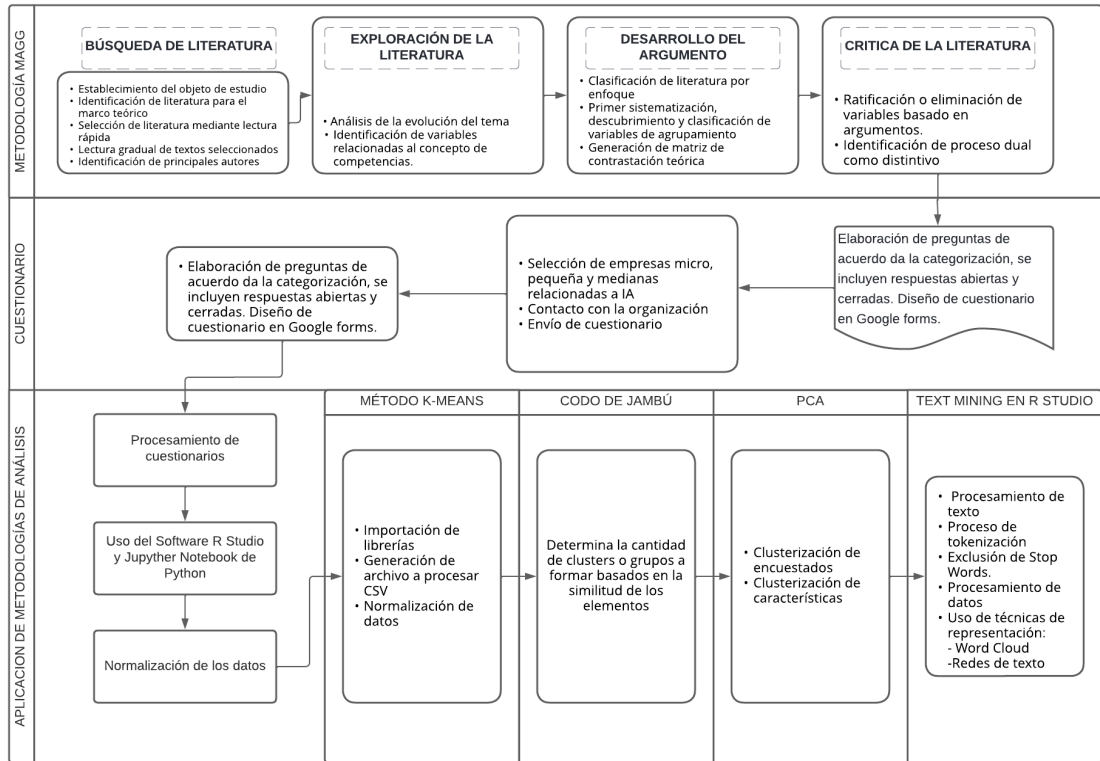 METODOLOGÍA MAGG
BÚSQUEDA DE LITERATURA
• Establecimiento del objeto de estudio
• Identificación de literatura para el
marco teórico
• Selección de literatura mediante lectura
rápida
• Lectura gradual de textos seleccionados
• Identificación de principales autores
EXPLORACIÓN DE LA
LITERATURA
• Análisis de la evolución del tema
• Identificación de variables
relacionadas al concepto de
competencias.
DESARROLLO DEL
ARGUMENTO
• Clasificación de literatura por
enfoque
• Primer sistematización,
descubrimiento y clasificación de
variables de agrupamiento
• Generación de matriz de
contrastación teórica
CRITICA DE LA LITERATURA
• Ratificación o eliminación de
variables basado en
argumentos.
• Identificación de proceso dual
como distintivo
CUESTIONARIO
Elaboración de preguntas de
acuerdo da la categorización, se
incluyen respuestas abiertas y
cerradas. Diseño de cuestionario
en Google forms.
• Selección de empresas micro,
pequeña y medianas
relacionadas a IA
• Contacto con la organización
• Envío de cuestionario
• Elaboración de preguntas de
acuerdo da la categorización, se
incluyen respuestas abiertas y
cerradas. Diseño de
cuestionario en Google forms.
APLICACION DE METODOLOGÍAS DE ANÁLISIS
Procesamiento de
cuestionarios
Uso del Software R Studio
y Jupyther Notebook de
Python
Normalización de los datos
MÉTODO K-MEANS
• Importación de
librerías
• Generación de
archivo a procesar
CSV
• Normalización de
datos
CODO DE JAMBÚ
Determina la cantidad
de clusters o grupos a
formar basados en la
similitud de los
elementos
PCA
• Clusterización de
encuestados
• Clusterización de
características
TEXT MINING EN R STUDIO
• Procesamiento de
texto
• Proceso de
tokenización
• Exclusión de Stop
Words.
• Procesamiento de
datos
• Uso de técnicas de
representación:
- Word Cloud
-Redes de texto